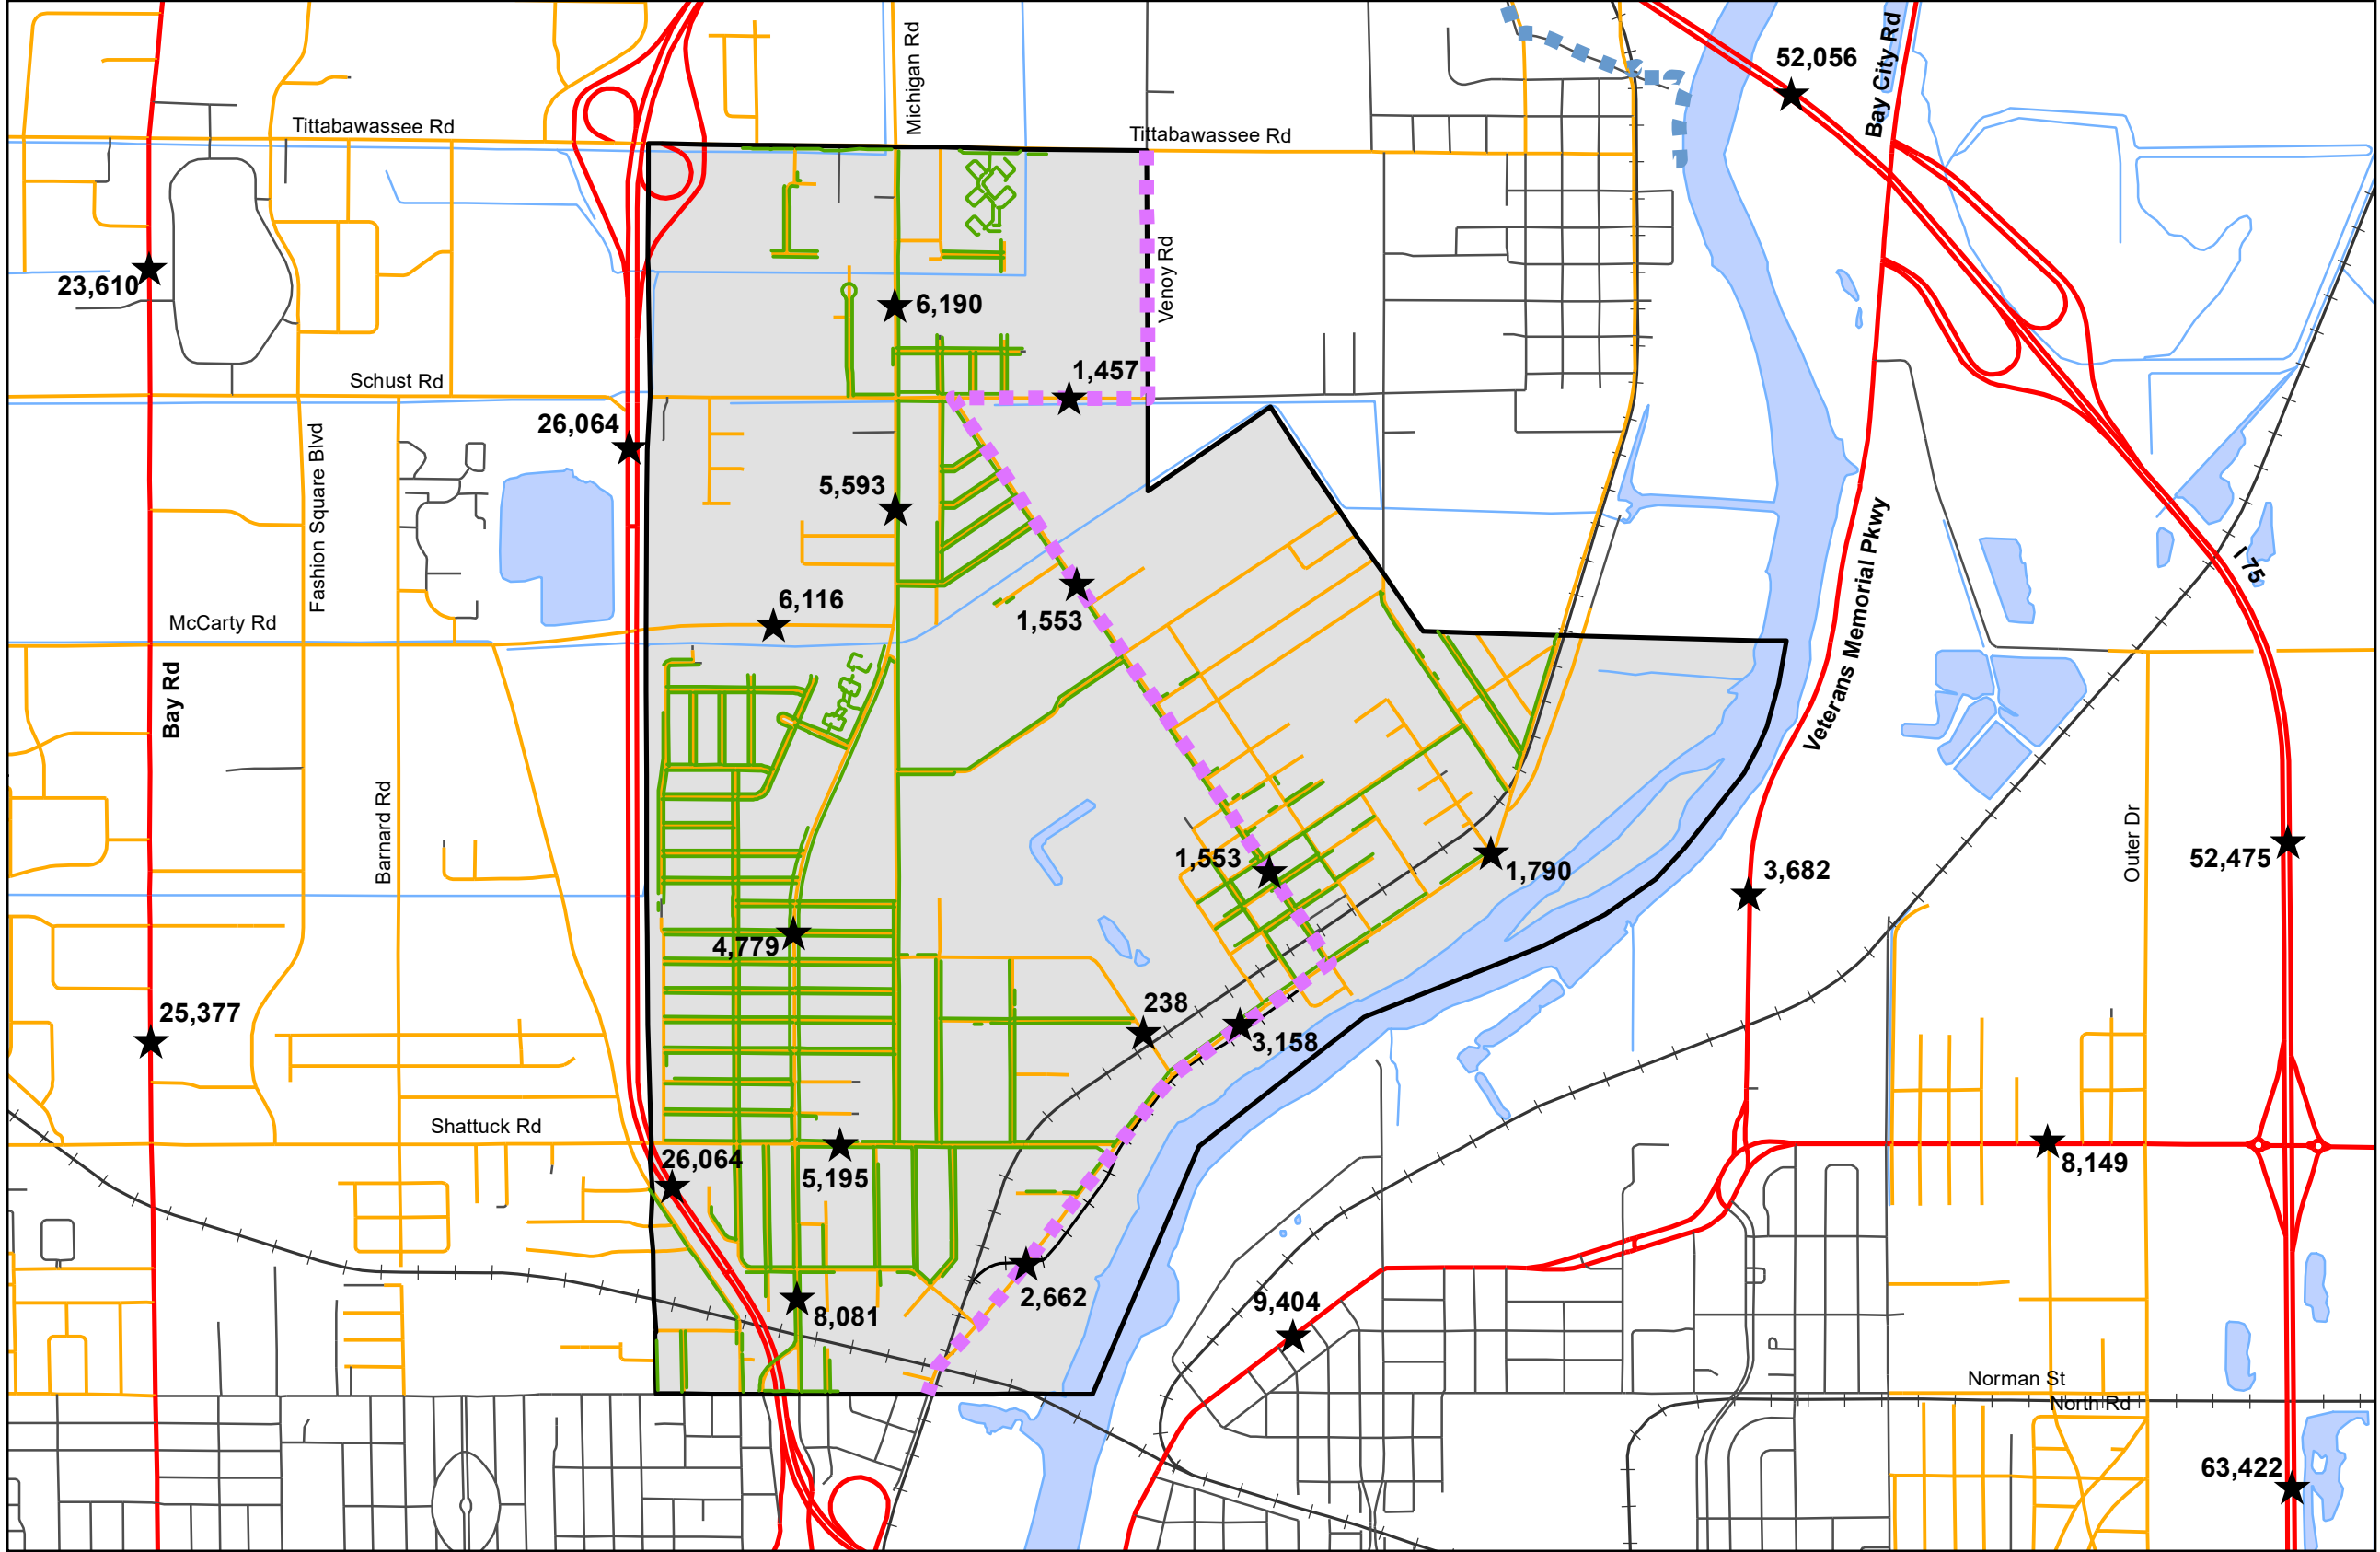 Bay City Rd
Michigan Rd
52,056
Tittabawassee Rd
Tittabawassee Rd
Venoy Rd
23,610
6,190
1,457
Schust Rd
26,064
Fashion Square Blvd
5,593
Veterans Memorial Pkwy
I 75
6,116
1,553
McCarty Rd
Bay Rd
Barnard Rd
Outer Dr
1,553
52,475
1,790
3,682
4,779
238
25,377
3,158
Shattuck Rd
26,064
5,195
8,149
2,662
9,404
8,081
Norman St
North Rd
63,422